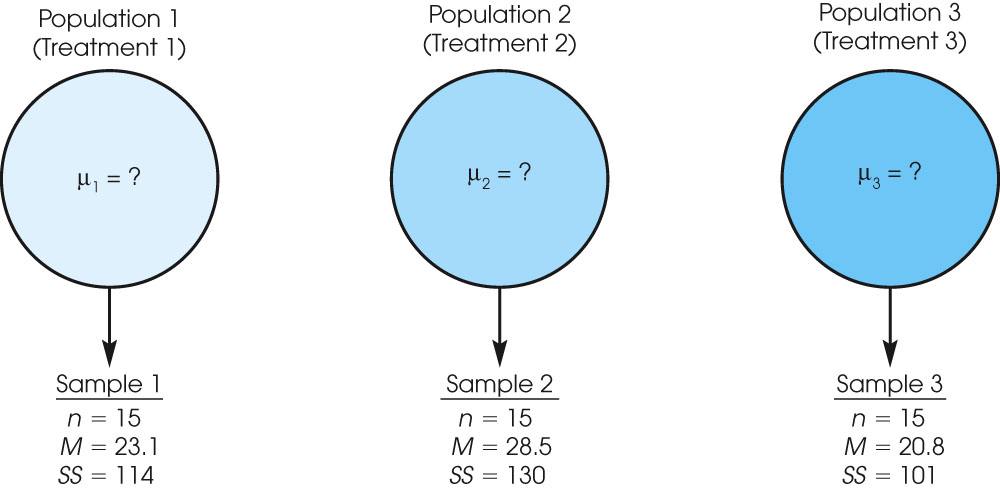 Population 1
(Treatment 1)
Population 2
(Treatment 2)
Population 3
(Treatment 3)
μ₁ = ?
μ₂ = ?
μ₃ = ?
Sample 1
n = 15
M = 23.1
SS = 114
Sample 2
n = 15
M = 28.5
SS = 130
Sample 3
n = 15
M = 20.8
SS = 101